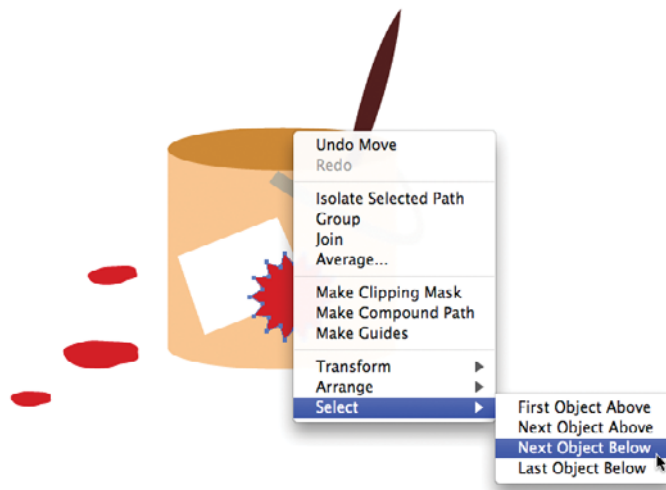 Undo Move
Redo
Isolate Selected Path
Group
Join
Average...
Make Clipping Mask
Make Compound Path
Make Guides
Transform
Arrange
Select
First Object Above
Next Object Above
Next Object Below
Last Object Below